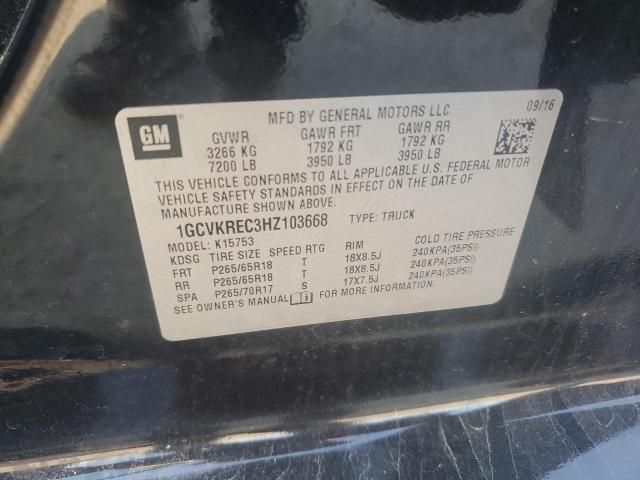 GM
MFD BY GENERAL MOTORS LLC 09/16
GVWR GAWR FRT GAWR RR
3266 KG 1792 KG 1792 KG
7200 LB 3950 LB 3950 LB
THIS VEHICLE CONFORMS TO ALL APPLICABLE U.S. FEDERAL MOTOR
VEHICLE SAFETY STANDARDS IN EFFECT ON THE DATE OF
MANUFACTURE SHOWN ABOVE.
1GCVKREC3HZ103668 TYPE: TRUCK
MODEL: K15753
KDSG TIRE SIZE SPEED RTG RIM COLD TIRE PRESSURE
FRT P265/65R18 T 18X8.5J 240KPA(35PSI)
RR P265/65R18 T 18X8.5J 240KPA(35PSI)
SPA P265/70R17 S 17X7.5J 240KPA(35PSI)
SEE OWNER'S MANUAL FOR MORE INFORMATION.